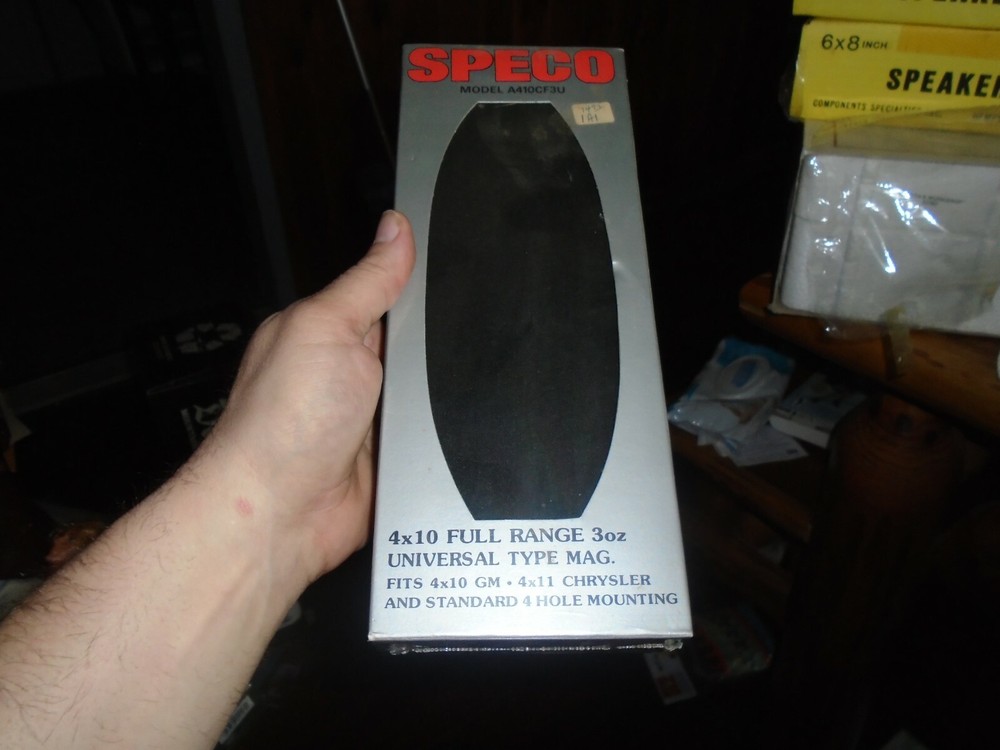 SPECO
MODEL A410CF3U
4x10 FULL RANGE 3oz
UNIVERSAL TYPE MAG.
FITS 4x10 GM • 4x11 CHRYSLER
AND STANDARD 4 HOLE MOUNTING
6x8 INCH
SPEAKER